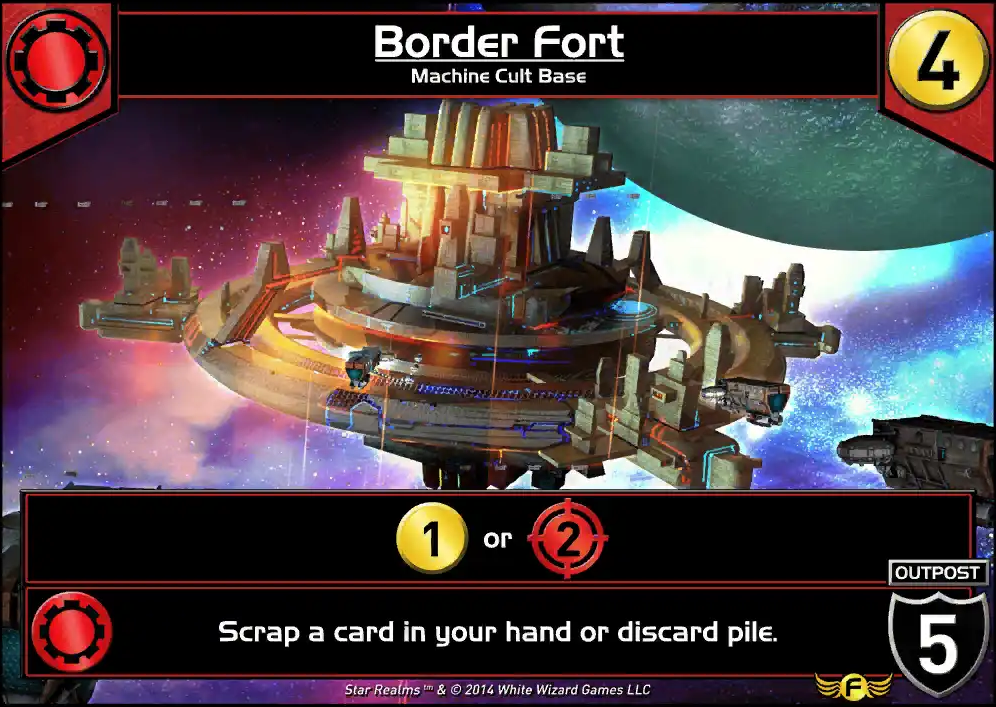 Border Fort
4
Machine Cult Base
1 or 2
OUTPOST
Scrap a card in your hand or discard pile.
5
Star Realms™ & © 2014 White Wizard Games LLC
F